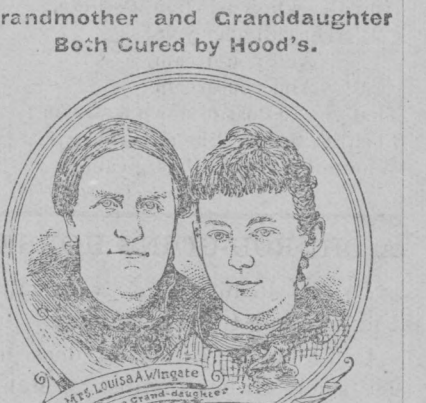 randmother and Granddaughter
Both Cured by Hood's.
Mrs. Louisa A. Wingate
Grand-daughter